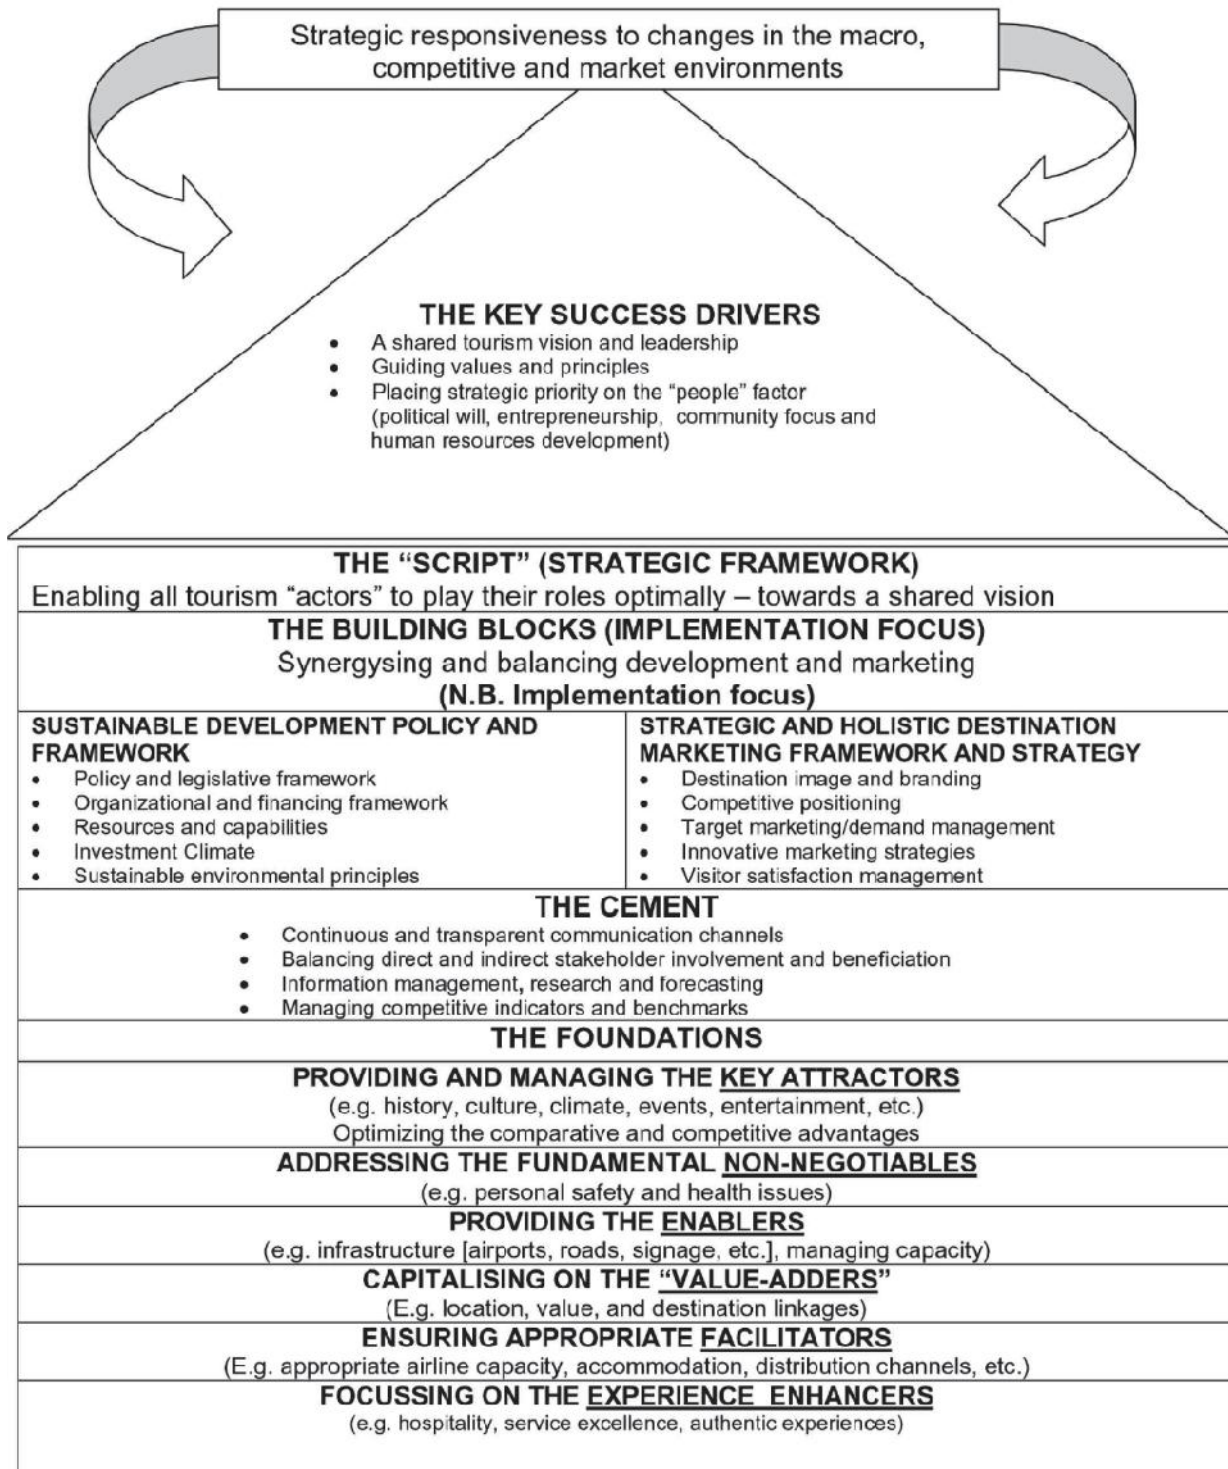 Strategic responsiveness to changes in the macro,
competitive and market environments
THE KEY SUCCESS DRIVERS
• A shared tourism vision and leadership
• Guiding values and principles
• Placing strategic priority on the “people” factor
(political will, entrepreneurship, community focus and
human resources development)
THE “SCRIPT” (STRATEGIC FRAMEWORK)
Enabling all tourism “actors” to play their roles optimally – towards a shared vision
THE BUILDING BLOCKS (IMPLEMENTATION FOCUS)
Synergysing and balancing development and marketing
(N.B. Implementation focus)
SUSTAINABLE DEVELOPMENT POLICY AND
FRAMEWORK
• Policy and legislative framework
• Organizational and financing framework
• Resources and capabilities
• Investment Climate
• Sustainable environmental principles
STRATEGIC AND HOLISTIC DESTINATION
MARKETING FRAMEWORK AND STRATEGY
• Destination image and branding
• Competitive positioning
• Target marketing/demand management
• Innovative marketing strategies
• Visitor satisfaction management
THE CEMENT
• Continuous and transparent communication channels
• Balancing direct and indirect stakeholder involvement and beneficiation
• Information management, research and forecasting
• Managing competitive indicators and benchmarks
THE FOUNDATIONS
PROVIDING AND MANAGING THE KEY ATTRACTORS
(e.g. history, culture, climate, events, entertainment, etc.)
Optimizing the comparative and competitive advantages
ADDRESSING THE FUNDAMENTAL NON-NEGOTIABLES
(e.g. personal safety and health issues)
PROVIDING THE ENABLERS
(e.g. infrastructure [airports, roads, signage, etc.], managing capacity)
CAPITALISING ON THE “VALUE-ADDERS”
(E.g. location, value, and destination linkages)
ENSURING APPROPRIATE FACILITATORS
(E.g. appropriate airline capacity, accommodation, distribution channels, etc.)
FOCUSSING ON THE EXPERIENCE ENHANCERS
(e.g. hospitality, service excellence, authentic experiences)